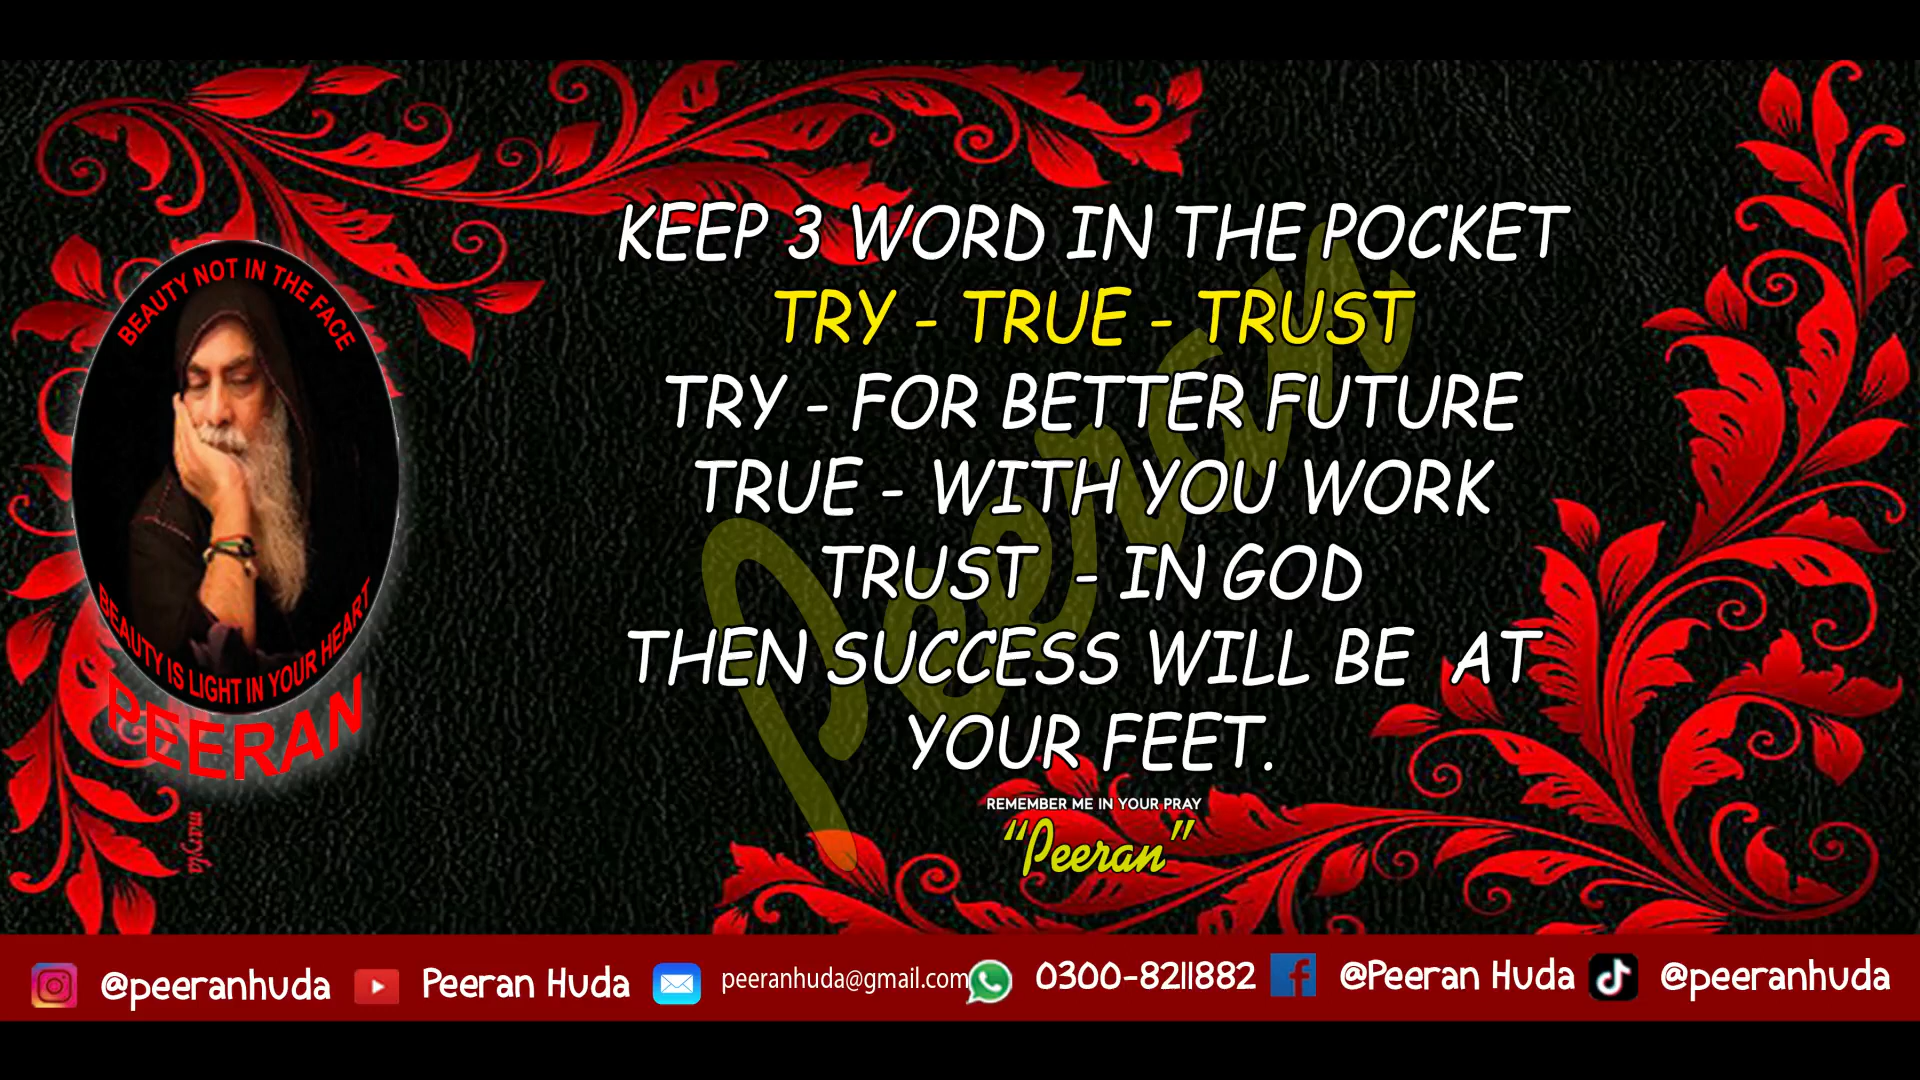 BEAUTY NOT IN THE FACE
BEAUTY IS LIGHT IN YOUR HEART
PEERAN
KEEP 3 WORD IN THE POCKET
TRY - TRUE - TRUST
TRY - FOR BETTER FUTURE
TRUE - WITH YOU WORK
TRUST - IN GOD
THEN SUCCESS WILL BE AT
YOUR FEET.
Peeran
REMEMBER ME IN YOUR PRAY
"Peeran"
@peeranhuda Peeran Huda peeranhuda@gmail.com 0300-8211882 @Peeran Huda @peeranhuda